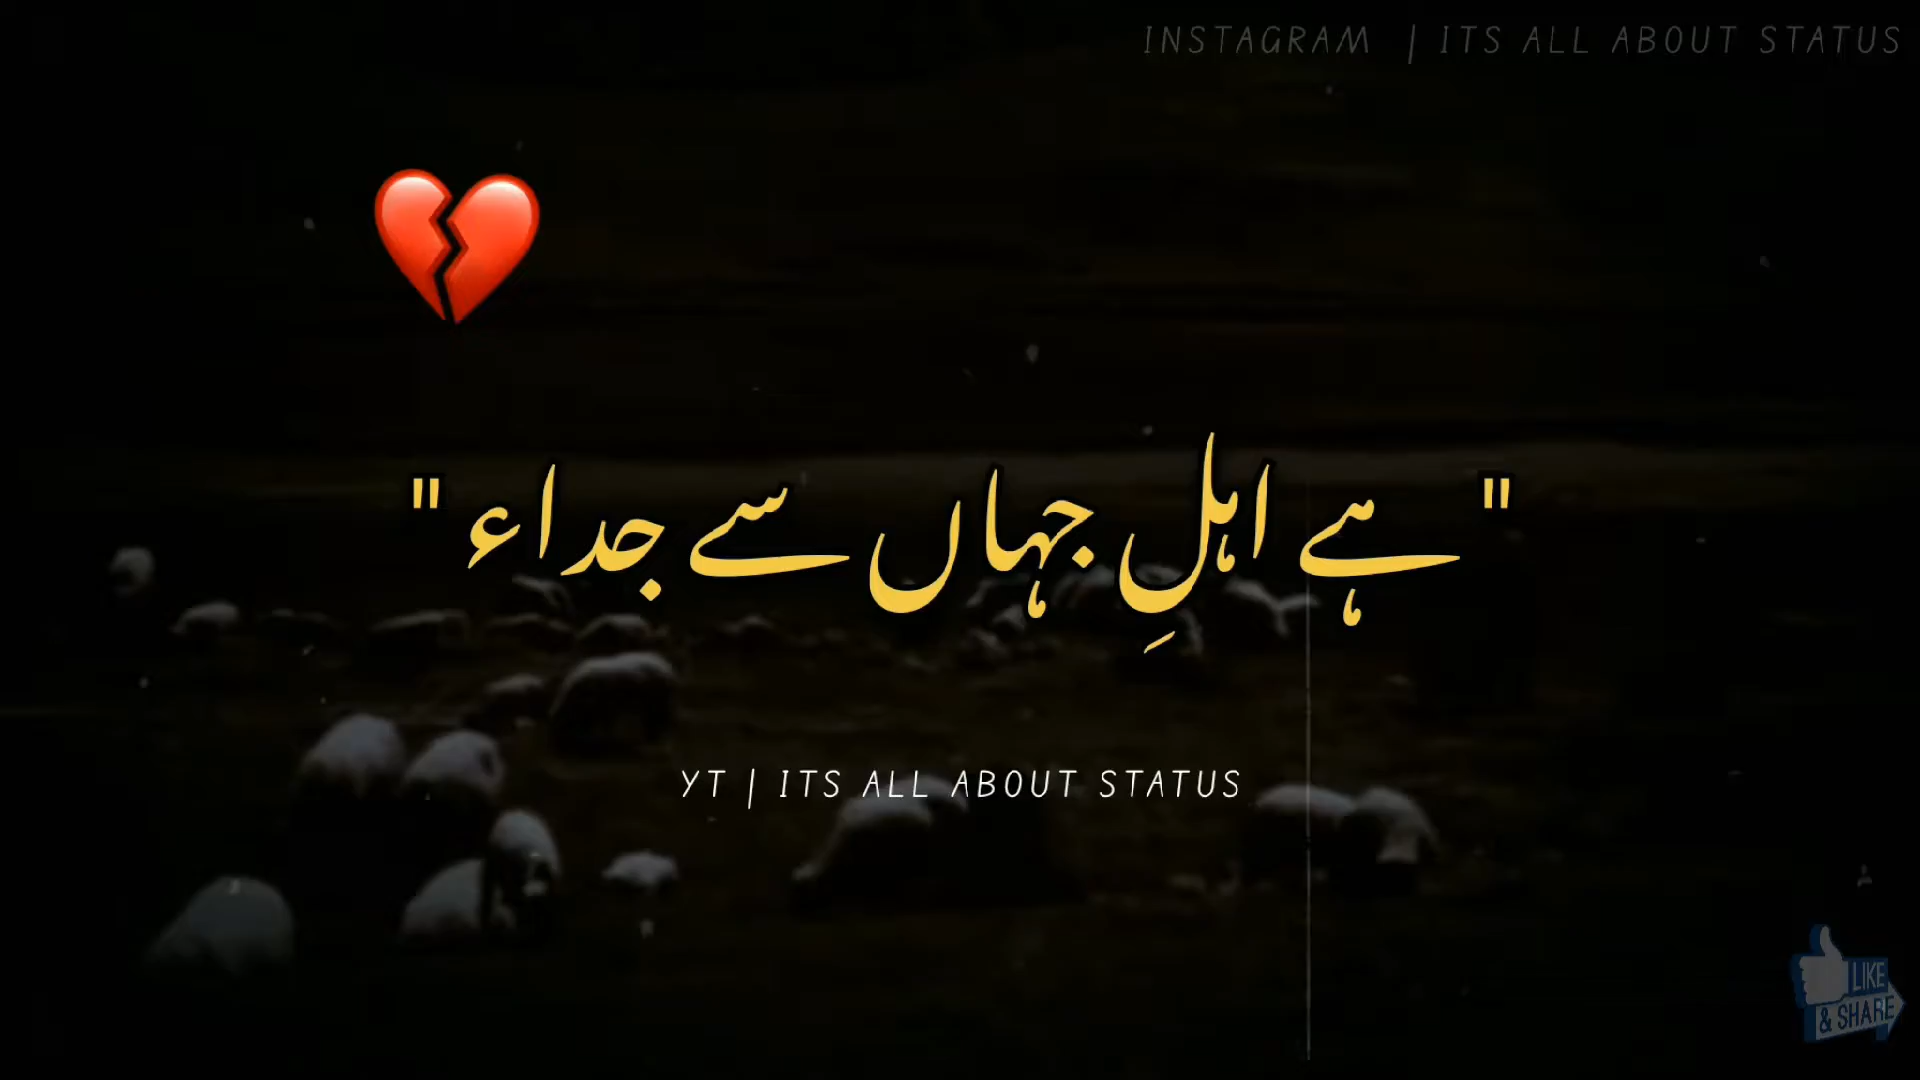 INSTAGRAM | ITS ALL ABOUT STATUS
" ہے اہلِ جہاں سے جداء "
YT | ITS ALL ABOUT STATUS
LIKE
& SHARE